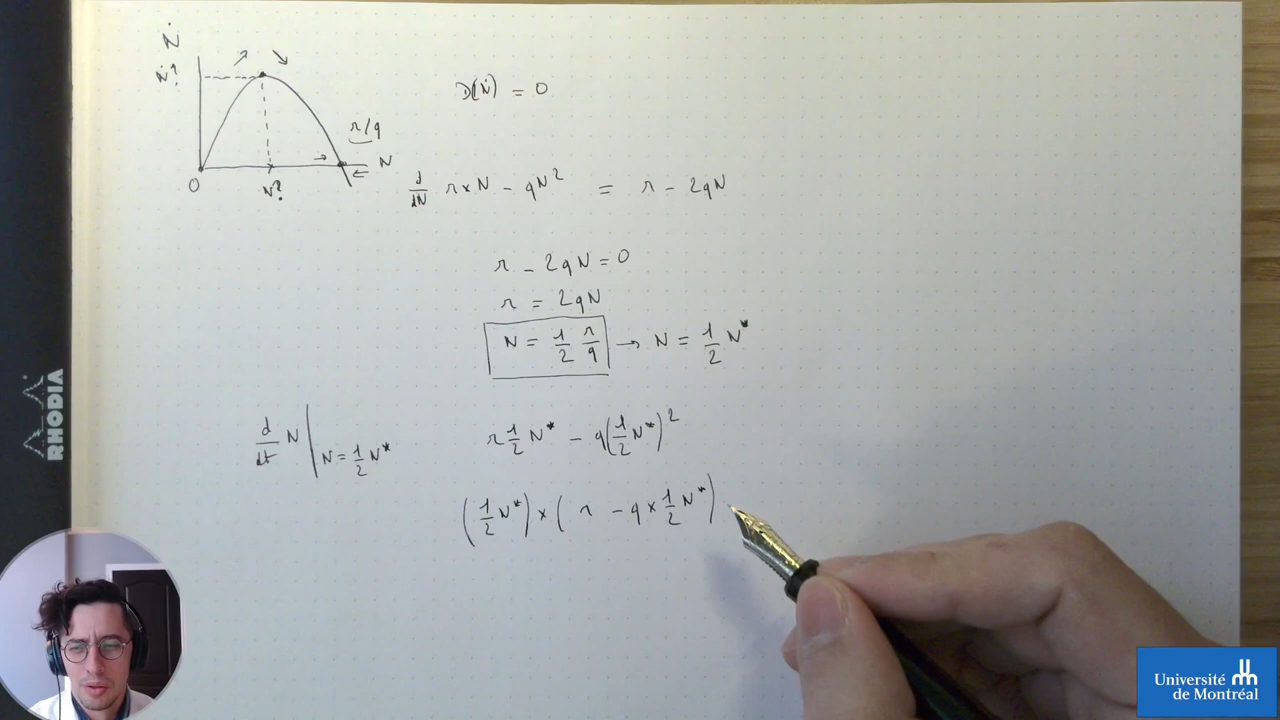 Ṅ
Ṅ?
r/q
N
0
N?
D(Ṅ) = 0
d/dN r×N - qN² = r - 2qN
r - 2qN = 0
r = 2qN
N = 1/2 r/q → N = 1/2 N*
d/dt N | N = 1/2 N*
r 1/2 N* - q(1/2 N*)²
(1/2 N*) × ( r - q × 1/2 N*)
RHODIA
Université
de Montréal